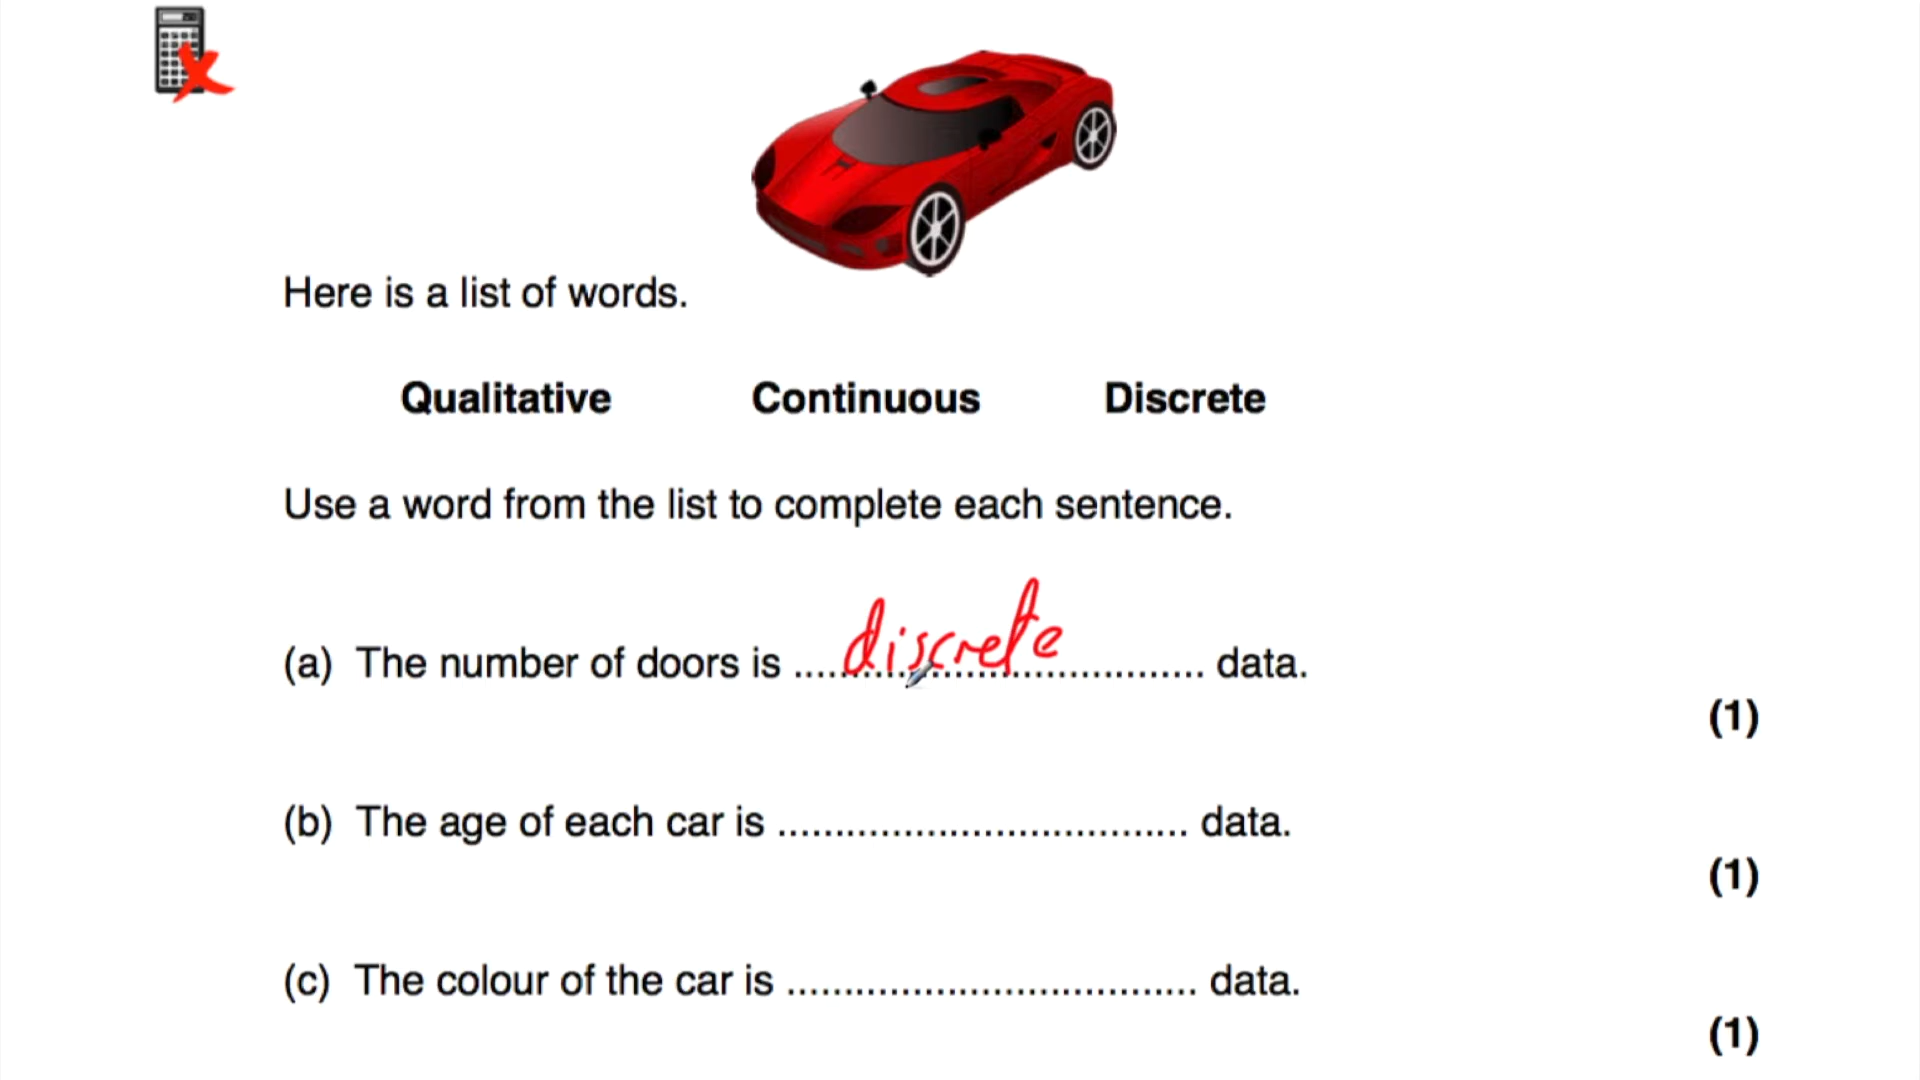 Here is a list of words.
Qualitative Continuous Discrete
Use a word from the list to complete each sentence.
(a) The number of doors is ....discrete.................... data.
(1)
(b) The age of each car is .................................... data.
(1)
(c) The colour of the car is .................................... data.
(1)